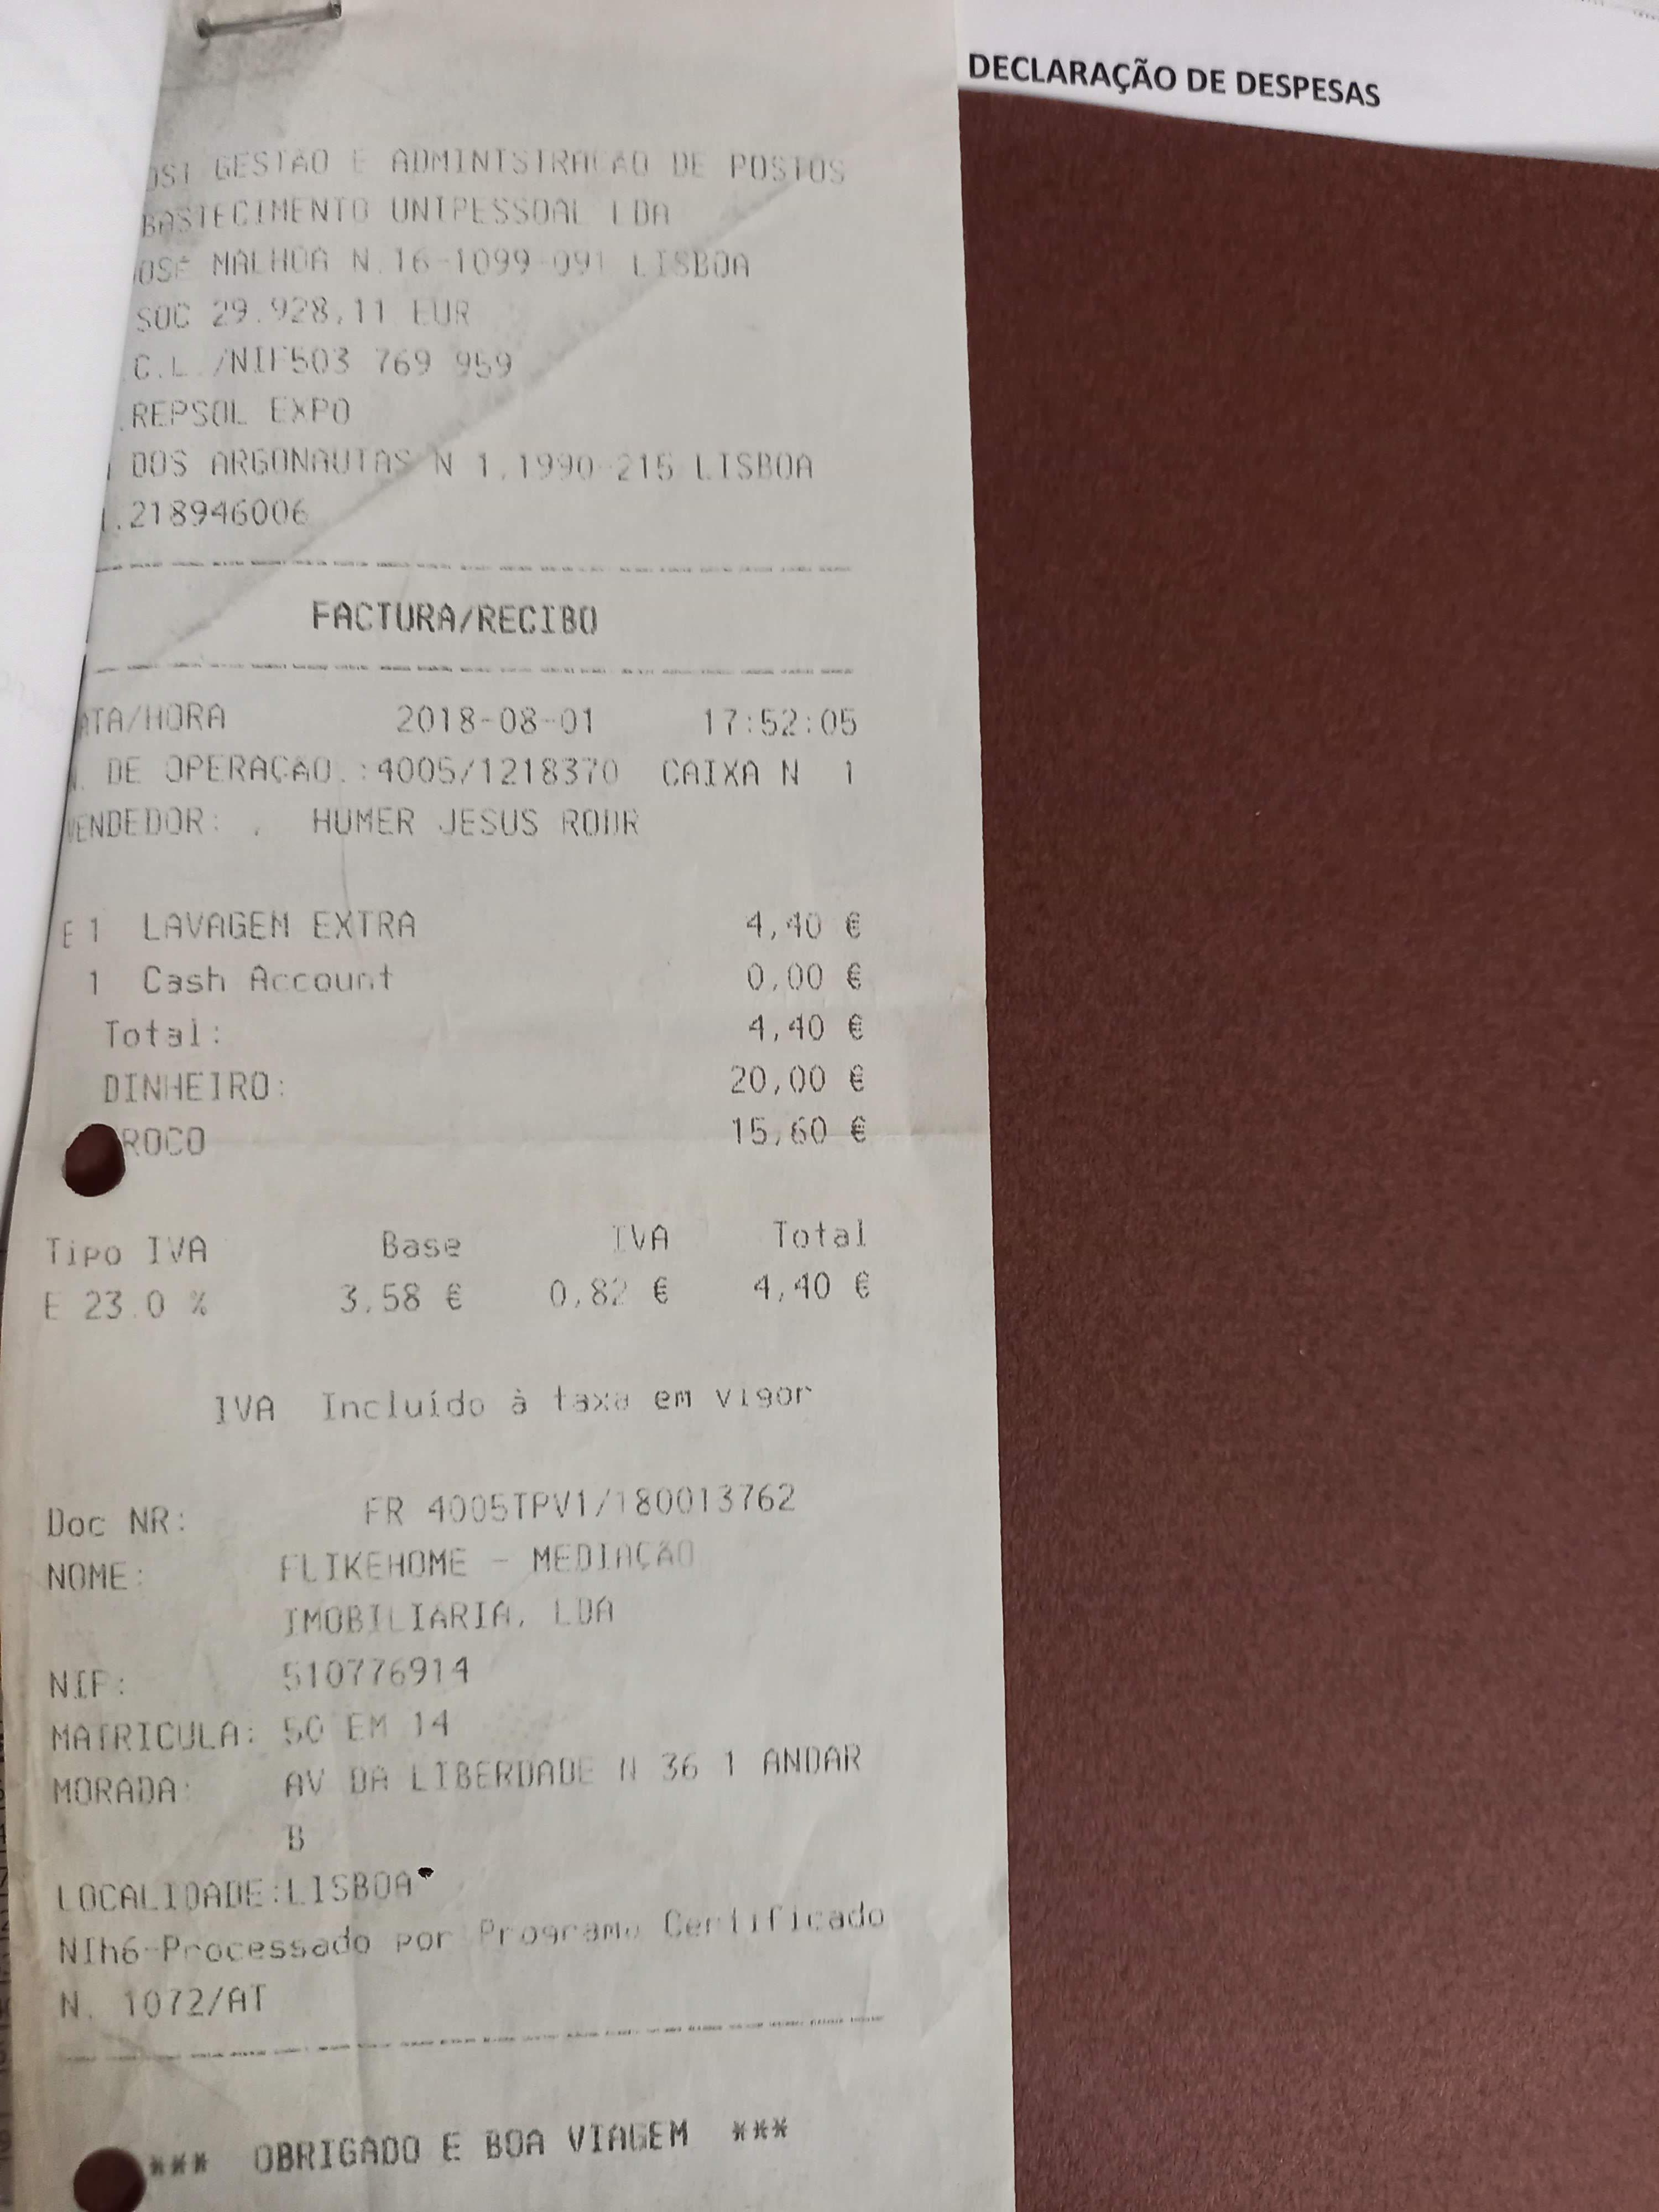 DECLARAÇÃO DE DESPESAS
GESTAO E ADMINISTRACAO DE POSTOS
BASTECIMENTO UNIPESSOAL LDA
OSE MALHOA N.16-1099-091 LISBOA
SOC 29.928,11 EUR
C.L./NIF503 769 959
REPSOL EXPO
DOS ARGONAUTAS N 1,1990-215 LISBOA
.218946006
FACTURA/RECIBO
ATA/HORA 2018-08-01 17:52:05
. DE OPERAÇAO.:4005/1218370 CAIXA N 1
VENDEDOR: . HUMER JESUS RODR
E 1 LAVAGEM EXTRA 4,40 €
1 Cash Account 0,00 €
Total: 4,40 €
DINHEIRO: 20,00 €
ROCO 15,60 €
Tipo IVA Base IVA Total
E 23.0 % 3,58 € 0,82 € 4,40 €
IVA Incluído à taxa em vigor
Doc NR: FR 4005TPV1/180013762
NOME: FLIKEHOME - MEDIAÇÃO
IMOBILIARIA, LDA
NIF: 510776914
MATRICULA: 50 EM 14
MORADA: AV DA LIBERDADE N 36 1 ANDAR
B
LOCALIDADE:LISBOA
NIh6-Processado por Programa Certificado
N. 1072/AT
*** OBRIGADO E BOA VIAGEM ***